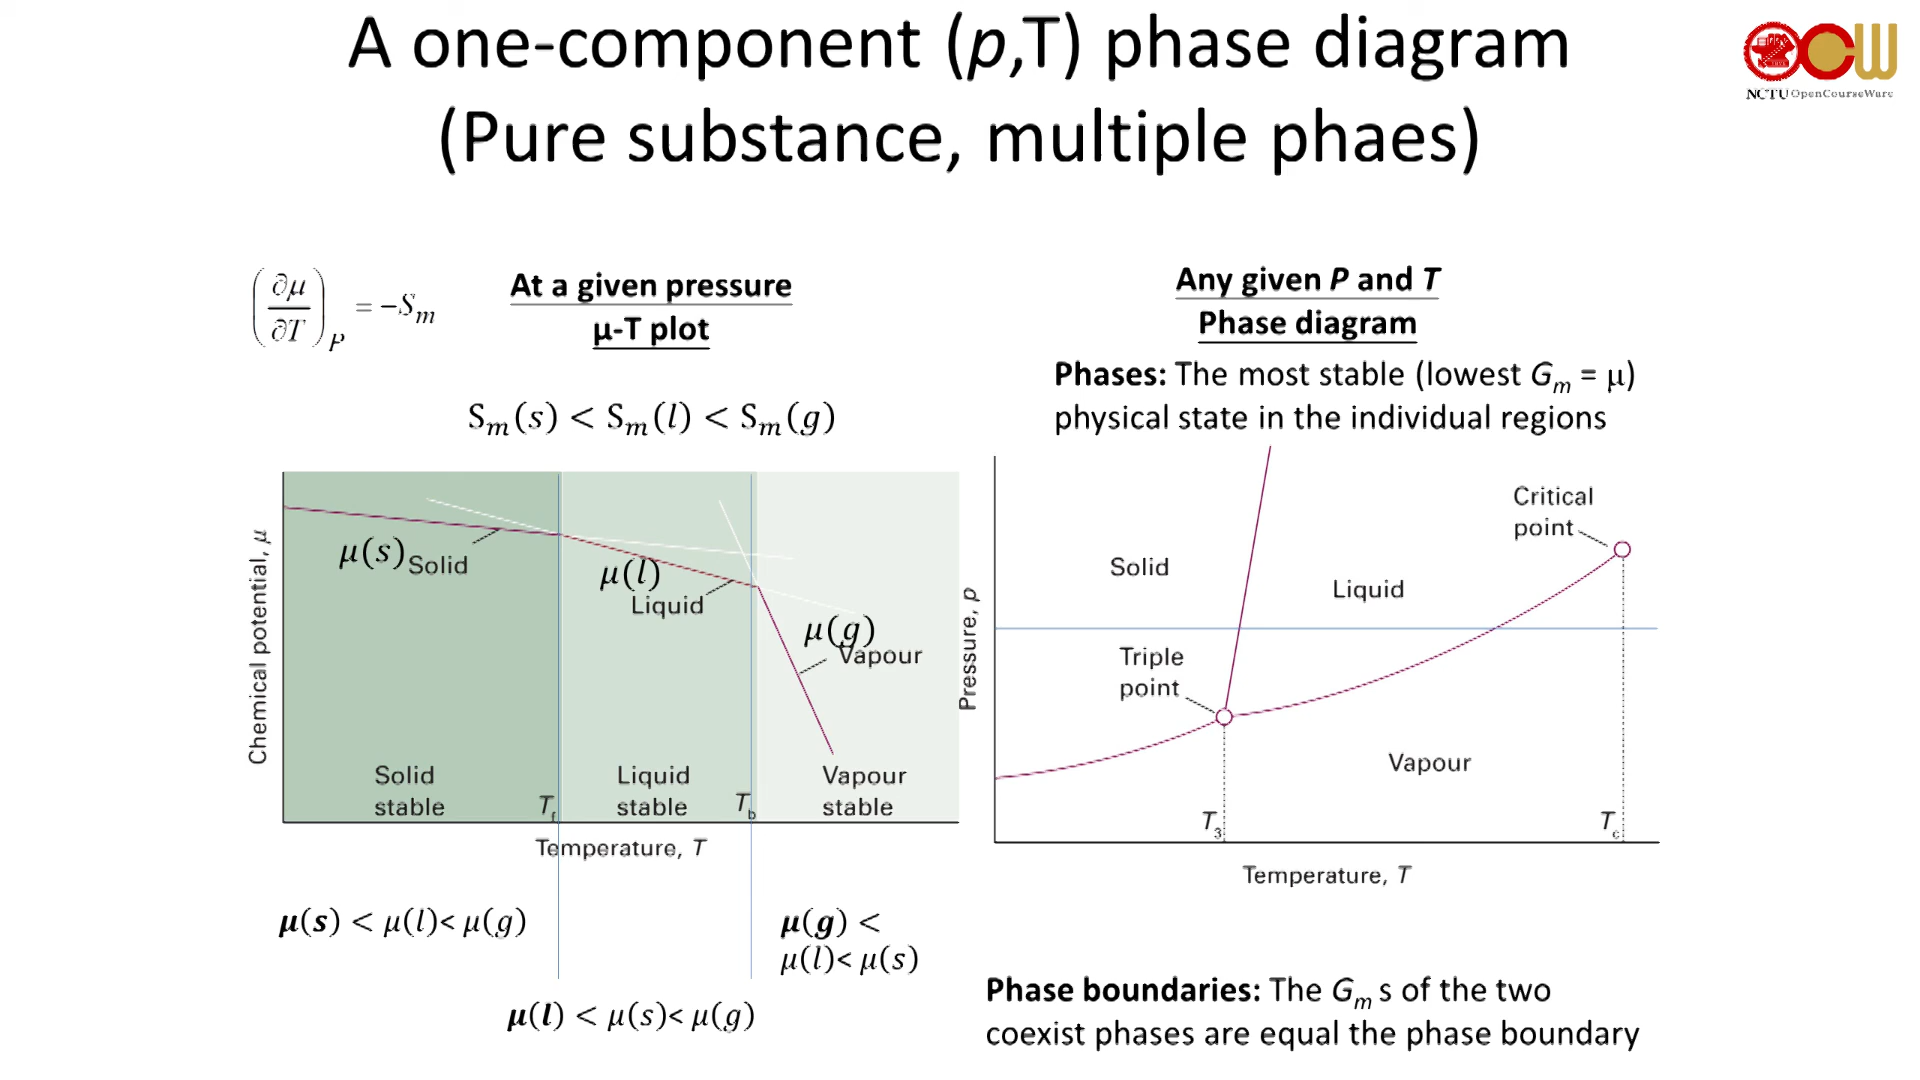 A one-component (p,T) phase diagram
(Pure substance, multiple phaes)
NCTU OpenCourseWare
(∂μ/∂T)_P = −S_m
At a given pressure
μ-T plot
S_m(s) < S_m(l) < S_m(g)
Chemical potential, μ
μ(s)
Solid
μ(l)
Liquid
μ(g)
Vapour
Solid
stable
T_f
Liquid
stable
T_b
Vapour
stable
Temperature, T
μ(s) < μ(l)< μ(g)
μ(g) <
μ(l)< μ(s)
μ(l) < μ(s)< μ(g)
Any given P and T
Phase diagram
Phases: The most stable (lowest G_m = μ)
physical state in the individual regions
Pressure, p
Critical
point
Solid
Liquid
Triple
point
Vapour
T_3
T_c
Temperature, T
Phase boundaries: The G_m s of the two
coexist phases are equal the phase boundary